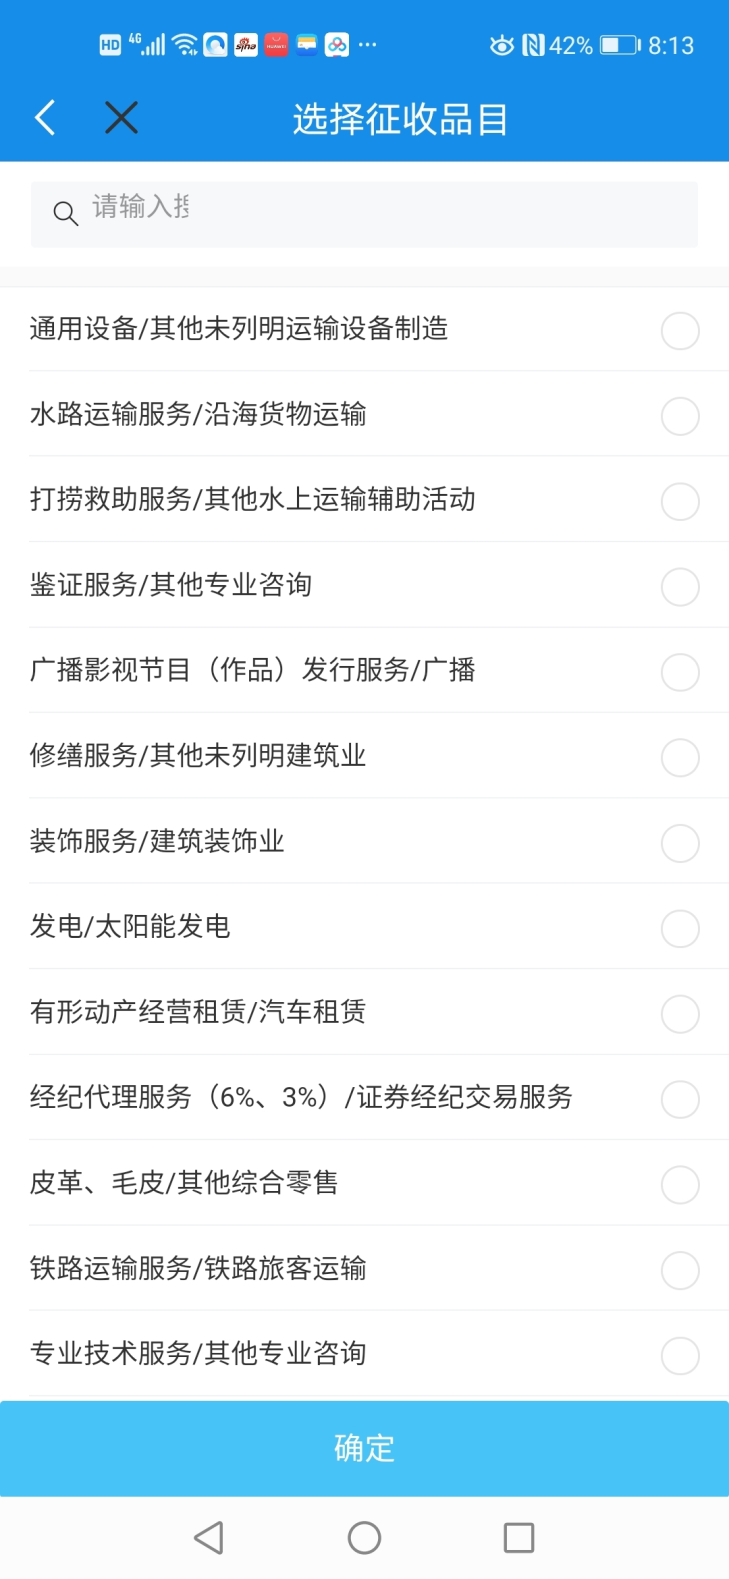 HD 4G 42% 8:13
选择征收品目
请输入搜
通用设备/其他未列明运输设备制造
水路运输服务/沿海货物运输
打捞救助服务/其他水上运输辅助活动
鉴证服务/其他专业咨询
广播影视节目（作品）发行服务/广播
修缮服务/其他未列明建筑业
装饰服务/建筑装饰业
发电/太阳能发电
有形动产经营租赁/汽车租赁
经纪代理服务（6%、3%）/证券经纪交易服务
皮革、毛皮/其他综合零售
铁路运输服务/铁路旅客运输
专业技术服务/其他专业咨询
确定